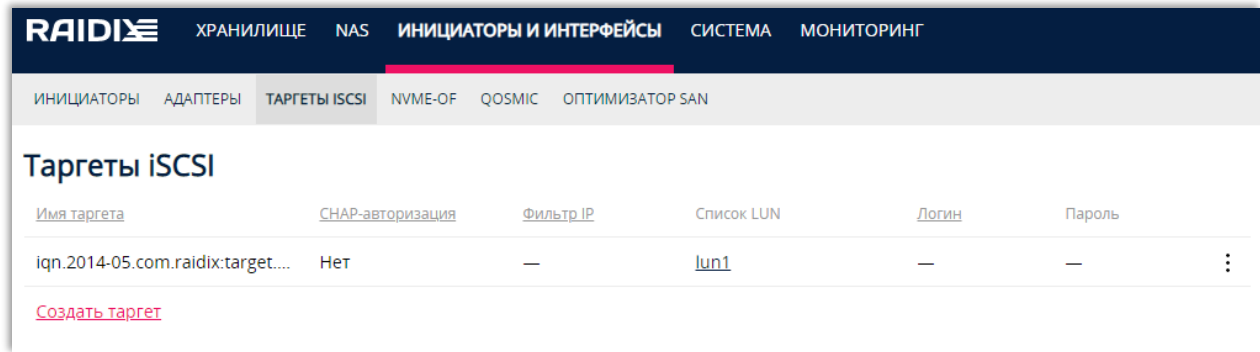 RAIDIX ХРАНИЛИЩЕ NAS ИНИЦИАТОРЫ И ИНТЕРФЕЙСЫ СИСТЕМА МОНИТОРИНГ
ИНИЦИАТОРЫ АДАПТЕРЫ ТАРГЕТЫ ISCSI NVME-OF QOSMIC ОПТИМИЗАТОР SAN
Таргеты iSCSI
Имя таргета CHAP-авторизация Фильтр IP Список LUN Логин Пароль
iqn.2014-05.com.raidix:target.... Нет — lun1 — —
Создать таргет